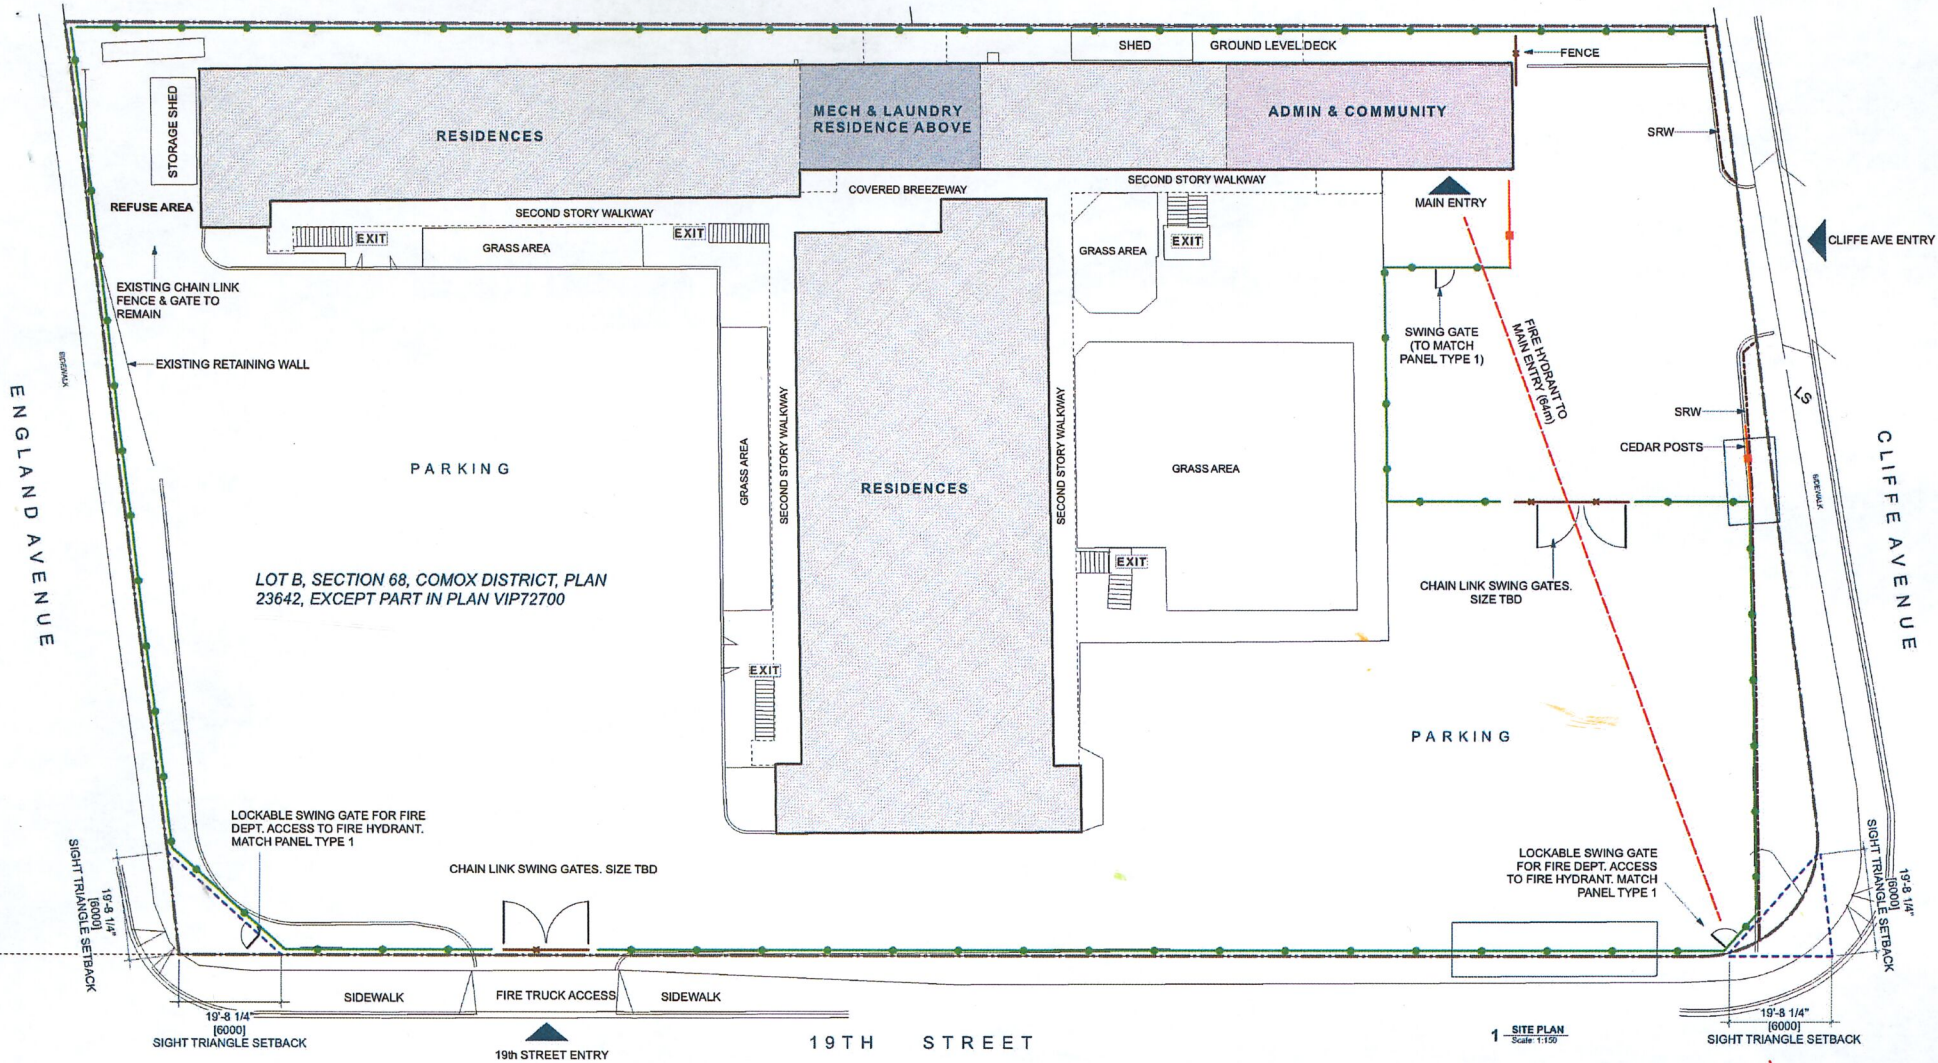 SHED
GROUND LEVEL DECK
FENCE
STORAGE SHED
RESIDENCES
MECH & LAUNDRY
RESIDENCE ABOVE
ADMIN & COMMUNITY
SRW
REFUSE AREA
SECOND STORY WALKWAY
COVERED BREEZEWAY
SECOND STORY WALKWAY
MAIN ENTRY
EXIT
GRASS AREA
EXIT
GRASS AREA
EXIT
CLIFFE AVE ENTRY
EXISTING CHAIN LINK
FENCE & GATE TO
REMAIN
EXISTING RETAINING WALL
SIDEWALK
SWING GATE
(TO MATCH
PANEL TYPE 1)
FIRE HYDRANT TO
MAIN ENTRY (64m)
ENGLAND AVENUE
PARKING
GRASS AREA
SECOND STORY WALKWAY
RESIDENCES
SECOND STORY WALKWAY
GRASS AREA
SRW
CEDAR POSTS
LS
SIDEWALK
CLIFFE AVENUE
LOT B, SECTION 68, COMOX DISTRICT, PLAN
23642, EXCEPT PART IN PLAN VIP72700
EXIT
CHAIN LINK SWING GATES.
SIZE TBD
EXIT
PARKING
LOCKABLE SWING GATE FOR FIRE
DEPT. ACCESS TO FIRE HYDRANT.
MATCH PANEL TYPE 1
CHAIN LINK SWING GATES. SIZE TBD
LOCKABLE SWING GATE
FOR FIRE DEPT. ACCESS
TO FIRE HYDRANT. MATCH
PANEL TYPE 1
19'-8 1/4"
[6000]
SIGHT TRIANGLE SETBACK
19'-8 1/4"
[6000]
SIGHT TRIANGLE SETBACK
SIDEWALK
FIRE TRUCK ACCESS
SIDEWALK
19'-8 1/4"
[6000]
SIGHT TRIANGLE SETBACK
19th STREET ENTRY
19TH STREET
1 SITE PLAN
Scale: 1:150
19'-8 1/4"
[6000]
SIGHT TRIANGLE SETBACK